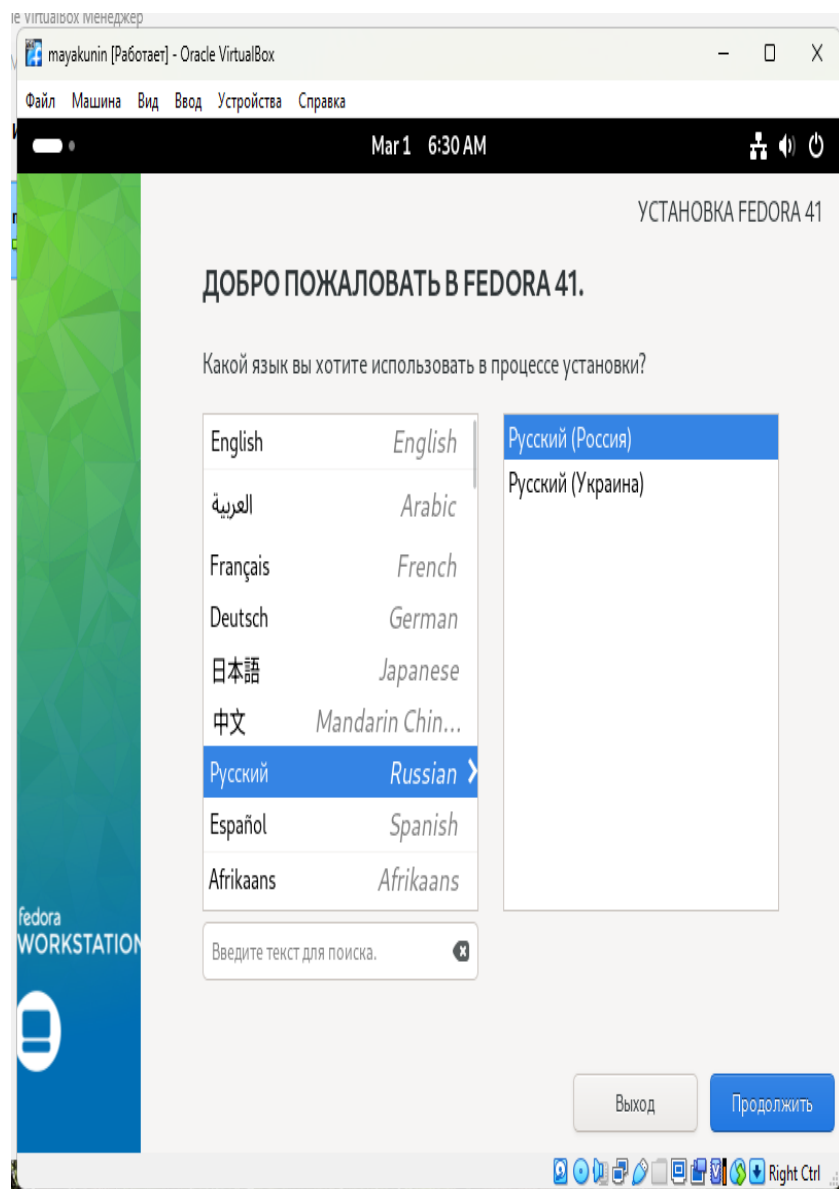 le VirtualBox Менеджер
mayakunin [Работает] - Oracle VirtualBox
Файл Машина Вид Ввод Устройства Справка
Mar 1 6:30 AM
УСТАНОВКА FEDORA 41
ДОБРО ПОЖАЛОВАТЬ В FEDORA 41.
Какой язык вы хотите использовать в процессе установки?
English English
العربية Arabic
Français French
Deutsch German
日本語 Japanese
中文 Mandarin Chin...
Русский Russian
Español Spanish
Afrikaans Afrikaans
Русский (Россия)
Русский (Украина)
Введите текст для поиска.
fedora
WORKSTATION
Выход Продолжить
Right Ctrl